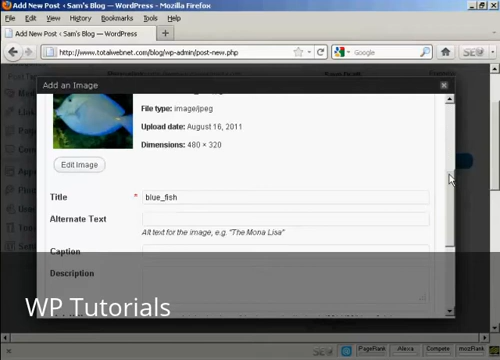 Add New Post ‹ Sam's Blog — WordPress - Mozilla Firefox
File Edit View History Bookmarks Tools Help
Add New Post ‹ Sam's Blog — WordPress
http://www.totalwebnet.com/blog/wp-admin/post-new.php
Google
Add an Image
File type: image/jpeg
Upload date: August 16, 2011
Dimensions: 480 × 320
Edit Image
Title * blue_fish
Alternate Text
Alt text for the image, e.g. "The Mona Lisa"
Caption
Description
WP Tutorials
PageRank Alexa Compete mozRank